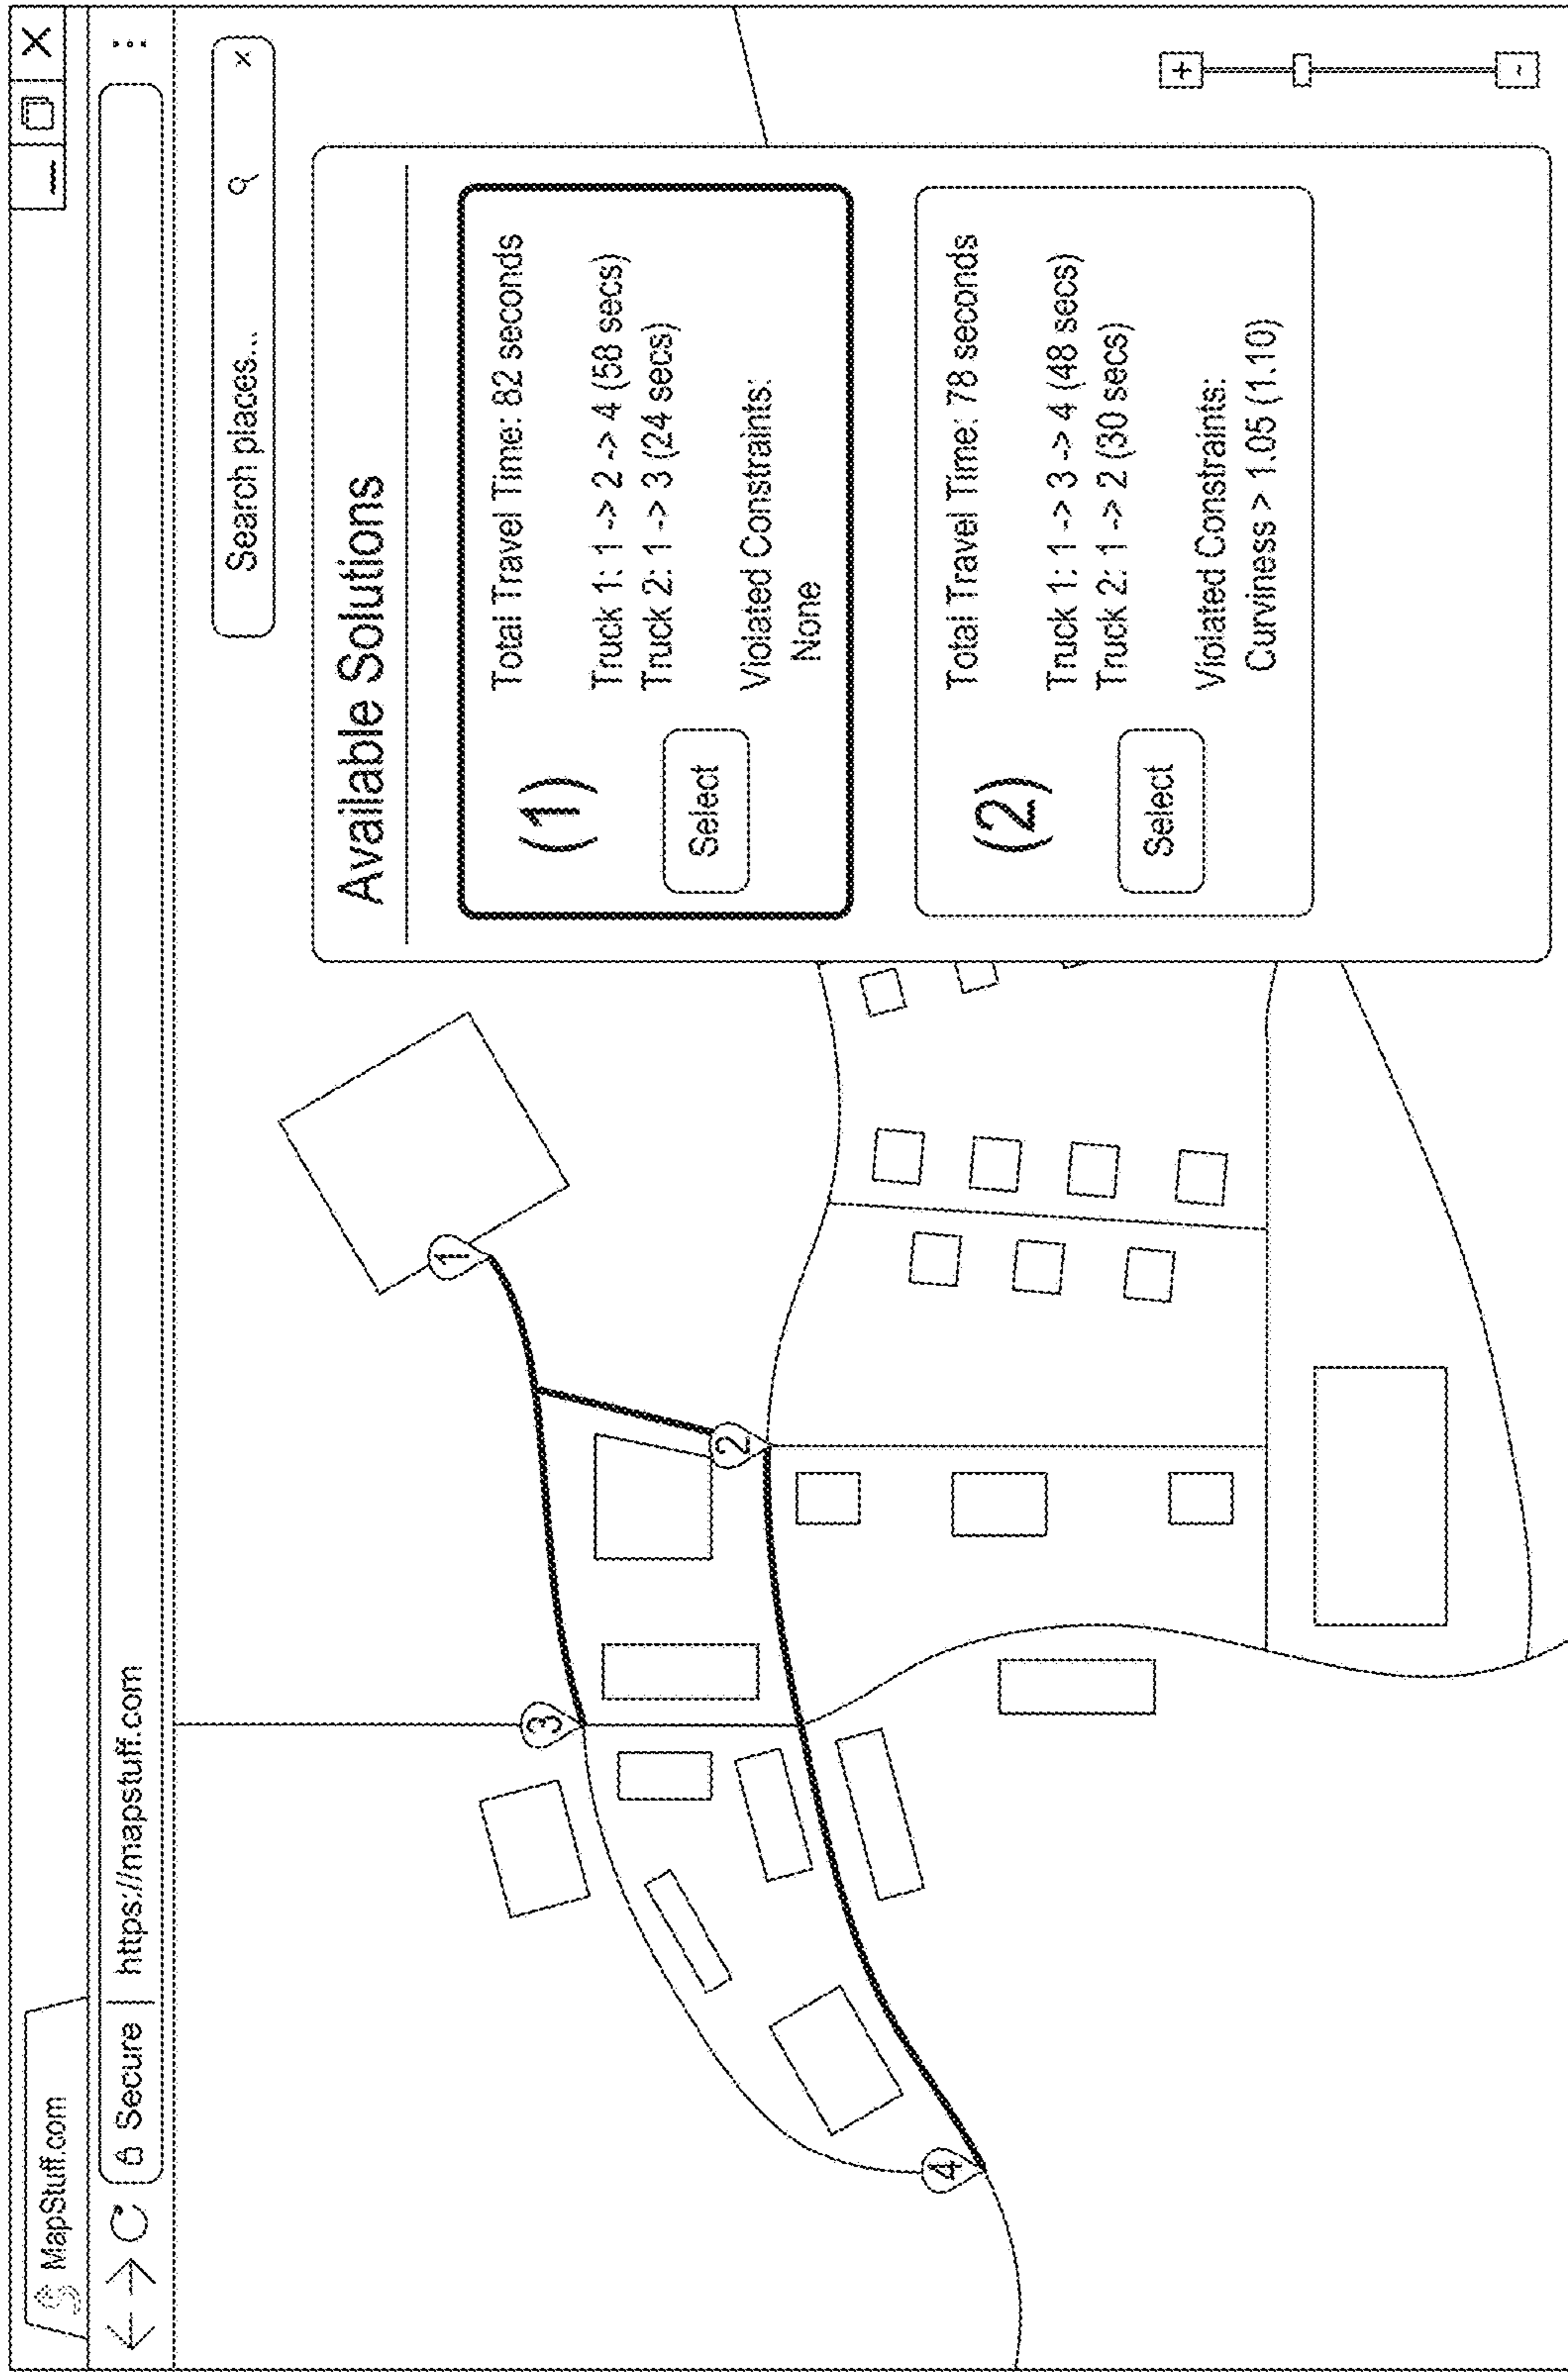 MapStuff.com
Secure | https://mapstuff.com
Search places...
Available Solutions
(1)
Select
Total Travel Time: 82 seconds
Truck 1: 1 -> 2 -> 4 (58 secs)
Truck 2: 1 -> 3 (24 secs)
Violated Constraints:
None
(2)
Select
Total Travel Time: 78 seconds
Truck 1: 1 -> 3 -> 4 (48 secs)
Truck 2: 1 -> 2 (30 secs)
Violated Constraints:
Curviness > 1.05 (1.10)
1
2
3
4
+
-